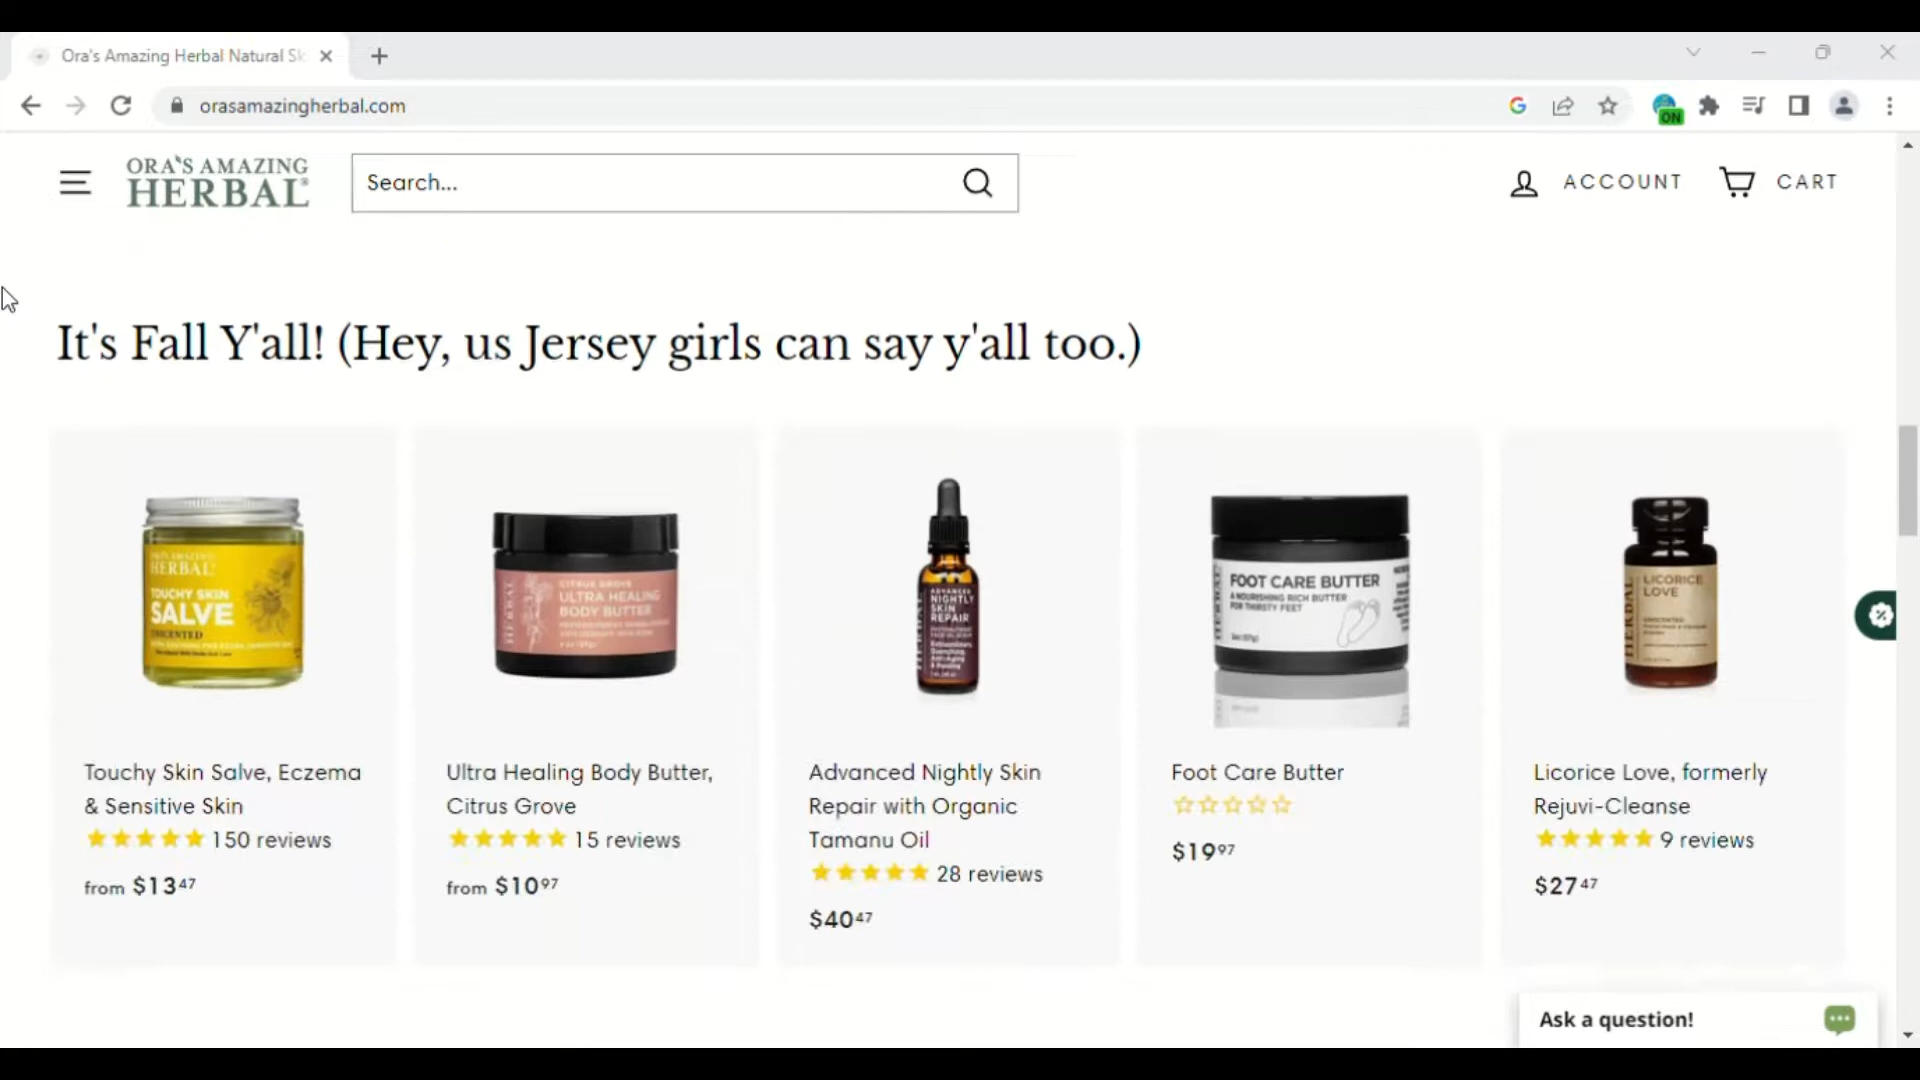 Ora's Amazing Herbal Natural Sk
orasamazingherbal.com
ON
ORA'S AMAZING
HERBAL®
Search...
ACCOUNT
CART
It's Fall Y'all! (Hey, us Jersey girls can say y'all too.)
ORA'S AMAZING
HERBAL
TOUCHY SKIN
SALVE
UNSCENTED
HERBAL
CITRUS GROVE
ULTRA HEALING
BODY BUTTER
ADVANCED
NIGHTLY
SKIN
REPAIR
HERBAL
FOOT CARE BUTTER
A NOURISHING RICH BUTTER
FOR THIRSTY FEET
HERBAL
LICORICE
LOVE
Touchy Skin Salve, Eczema
& Sensitive Skin
150 reviews
from $13.47
Ultra Healing Body Butter,
Citrus Grove
15 reviews
from $10.97
Advanced Nightly Skin
Repair with Organic
Tamanu Oil
28 reviews
$40.47
Foot Care Butter
$19.97
Licorice Love, formerly
Rejuvi-Cleanse
9 reviews
$27.47
Ask a question!